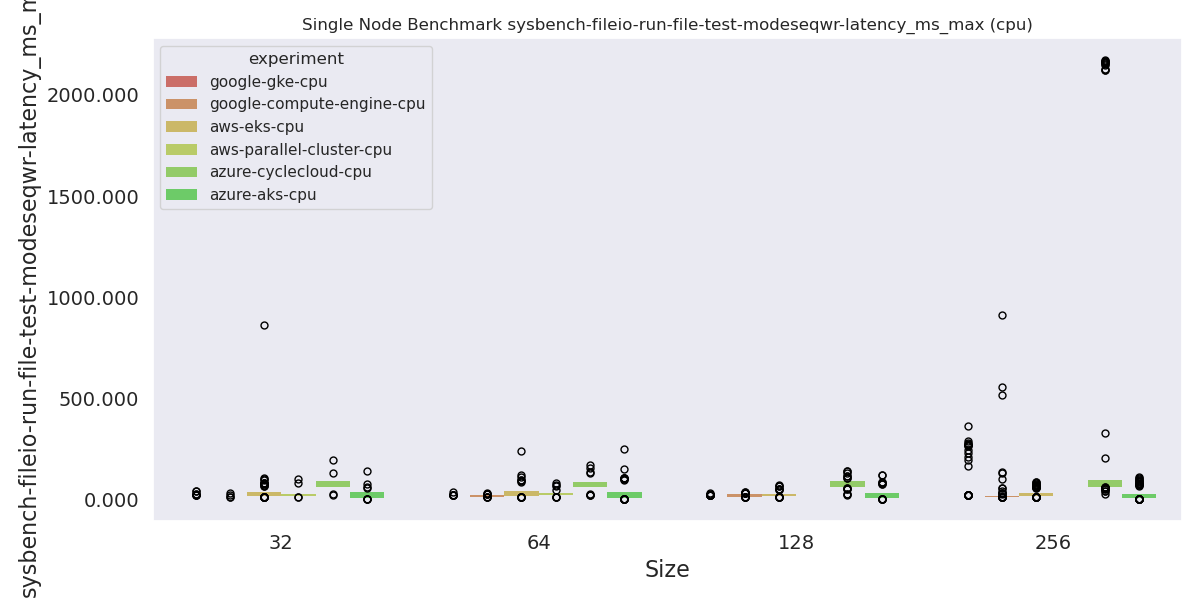 Single Node Benchmark sysbench-fileio-run-file-test-modeseqwr-latency_ms_max (cpu)
sysbench-fileio-run-file-test-modeseqwr-latency_ms_m
experiment
google-gke-cpu
google-compute-engine-cpu
aws-eks-cpu
aws-parallel-cluster-cpu
azure-cyclecloud-cpu
azure-aks-cpu
2000.000
1500.000
1000.000
500.000
0.000
32 64 128 256
Size